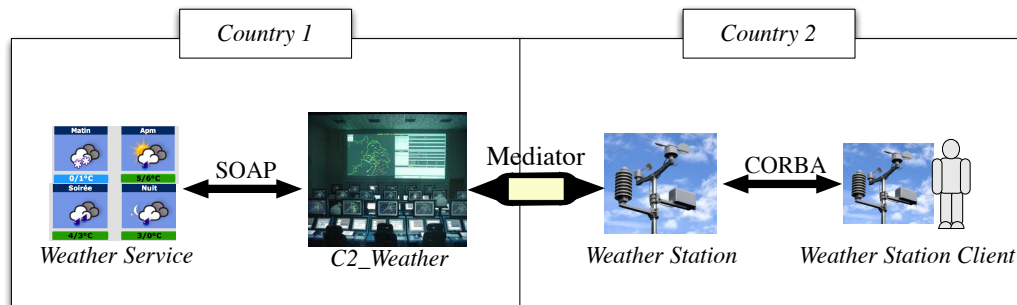 Country 1
Country 2
Matin
Apm
0/1°C
5/6°C
Soirée
Nuit
4/3°C
3/0°C
SOAP
Mediator
CORBA
Weather Service
C2_Weather
Weather Station
Weather Station Client